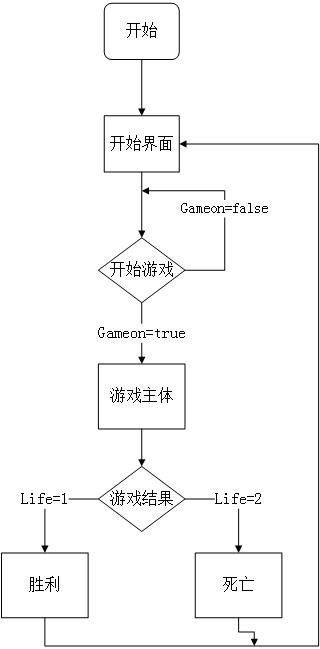 开始
开始界面
Gameon=false
开始游戏
Gameon=true
游戏主体
Life=1
游戏结果
Life=2
胜利
死亡